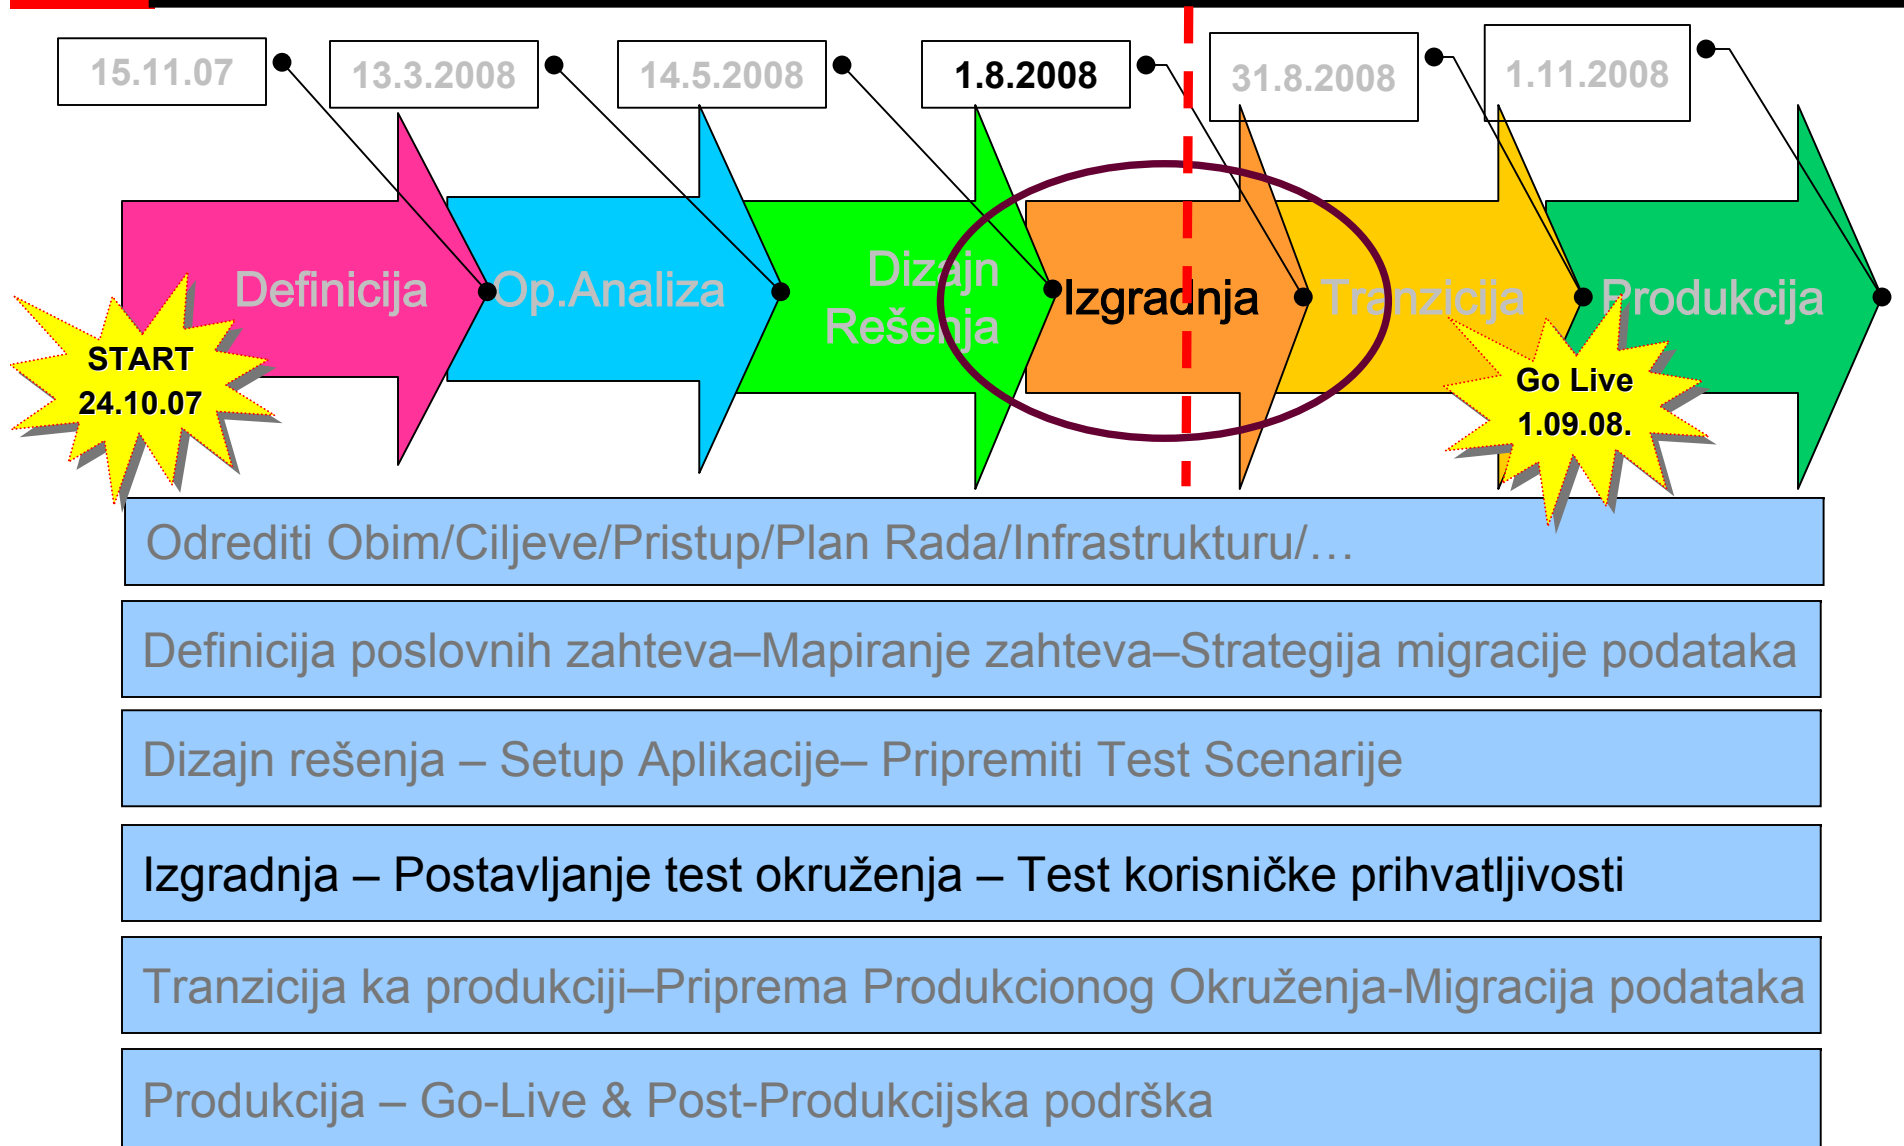 15.11.07
13.3.2008
14.5.2008
1.8.2008
31.8.2008
1.11.2008
Definicija
Op.Analiza
Dizajn
Rešenja
Izgradnja
Tranzicija
Produkcija
START
24.10.07
Go Live
1.09.08.
Odrediti Obim/Ciljeve/Pristup/Plan Rada/Infrastrukturu/…
Definicija poslovnih zahteva–Mapiranje zahteva–Strategija migracije podataka
Dizajn rešenja – Setup Aplikacije– Pripremiti Test Scenarije
Izgradnja – Postavljanje test okruženja – Test korisničke prihvatljivosti
Tranzicija ka produkciji–Priprema Produkcionog Okruženja-Migracija podataka
Produkcija – Go-Live & Post-Produkcijska podrška